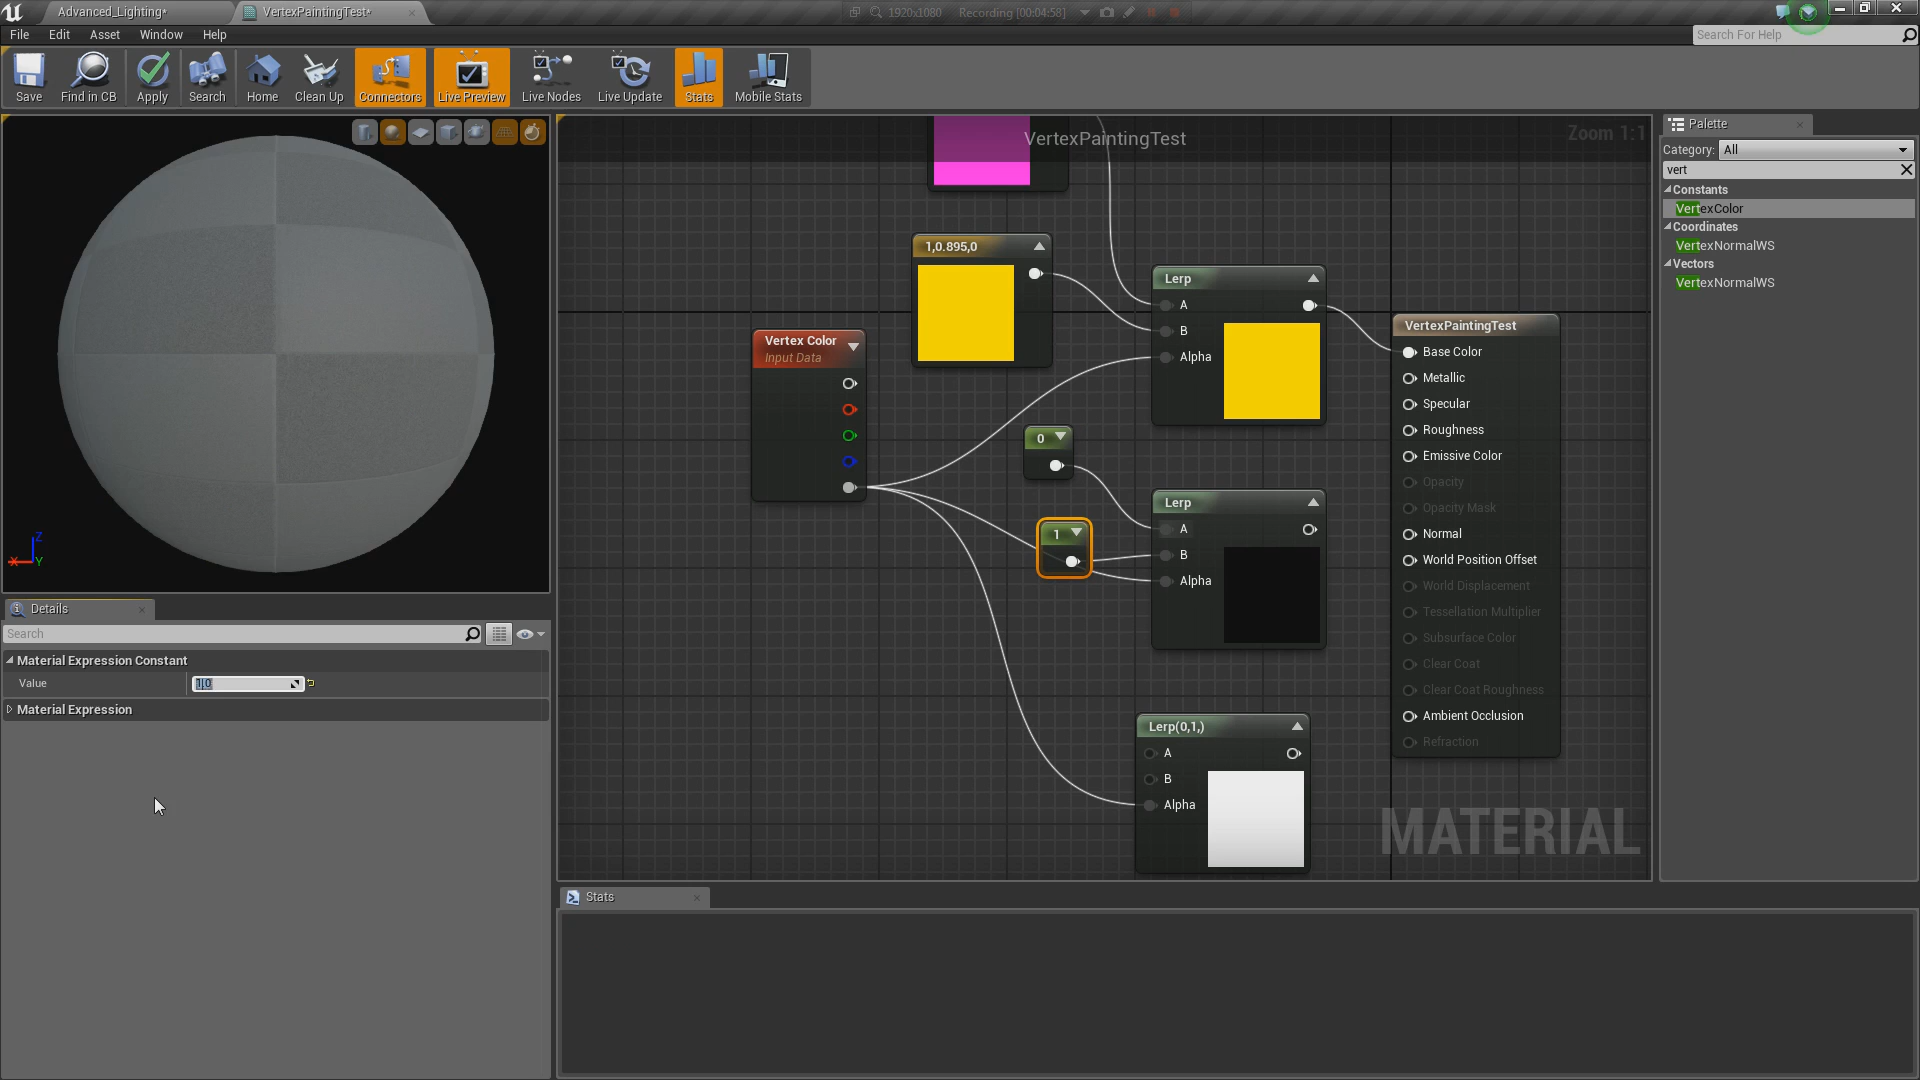 Advanced_Lighting*
VertexPaintingTest*
1920x1080
Recording [00:04:58]
File
Edit
Asset
Window
Help
Search For Help
Save
Find in CB
Apply
Search
Home
Clean Up
Connectors
Live Preview
Live Nodes
Live Update
Stats
Mobile Stats
VertexPaintingTest
Zoom 1:1
Palette
Category:
All
vert
Constants
VertexColor
Coordinates
VertexNormalWS
Vectors
VertexNormalWS
1,0.895,0
Lerp
A
B
Alpha
Vertex Color
Input Data
0
1
Lerp
A
B
Alpha
Lerp(0,1,)
A
B
Alpha
VertexPaintingTest
Base Color
Metallic
Specular
Roughness
Emissive Color
Opacity
Opacity Mask
Normal
World Position Offset
World Displacement
Tessellation Multiplier
Subsurface Color
Clear Coat
Clear Coat Roughness
Ambient Occlusion
Refraction
MATERIAL
Z
X
Y
Details
Search
Material Expression Constant
Value
1.0
Material Expression
Stats